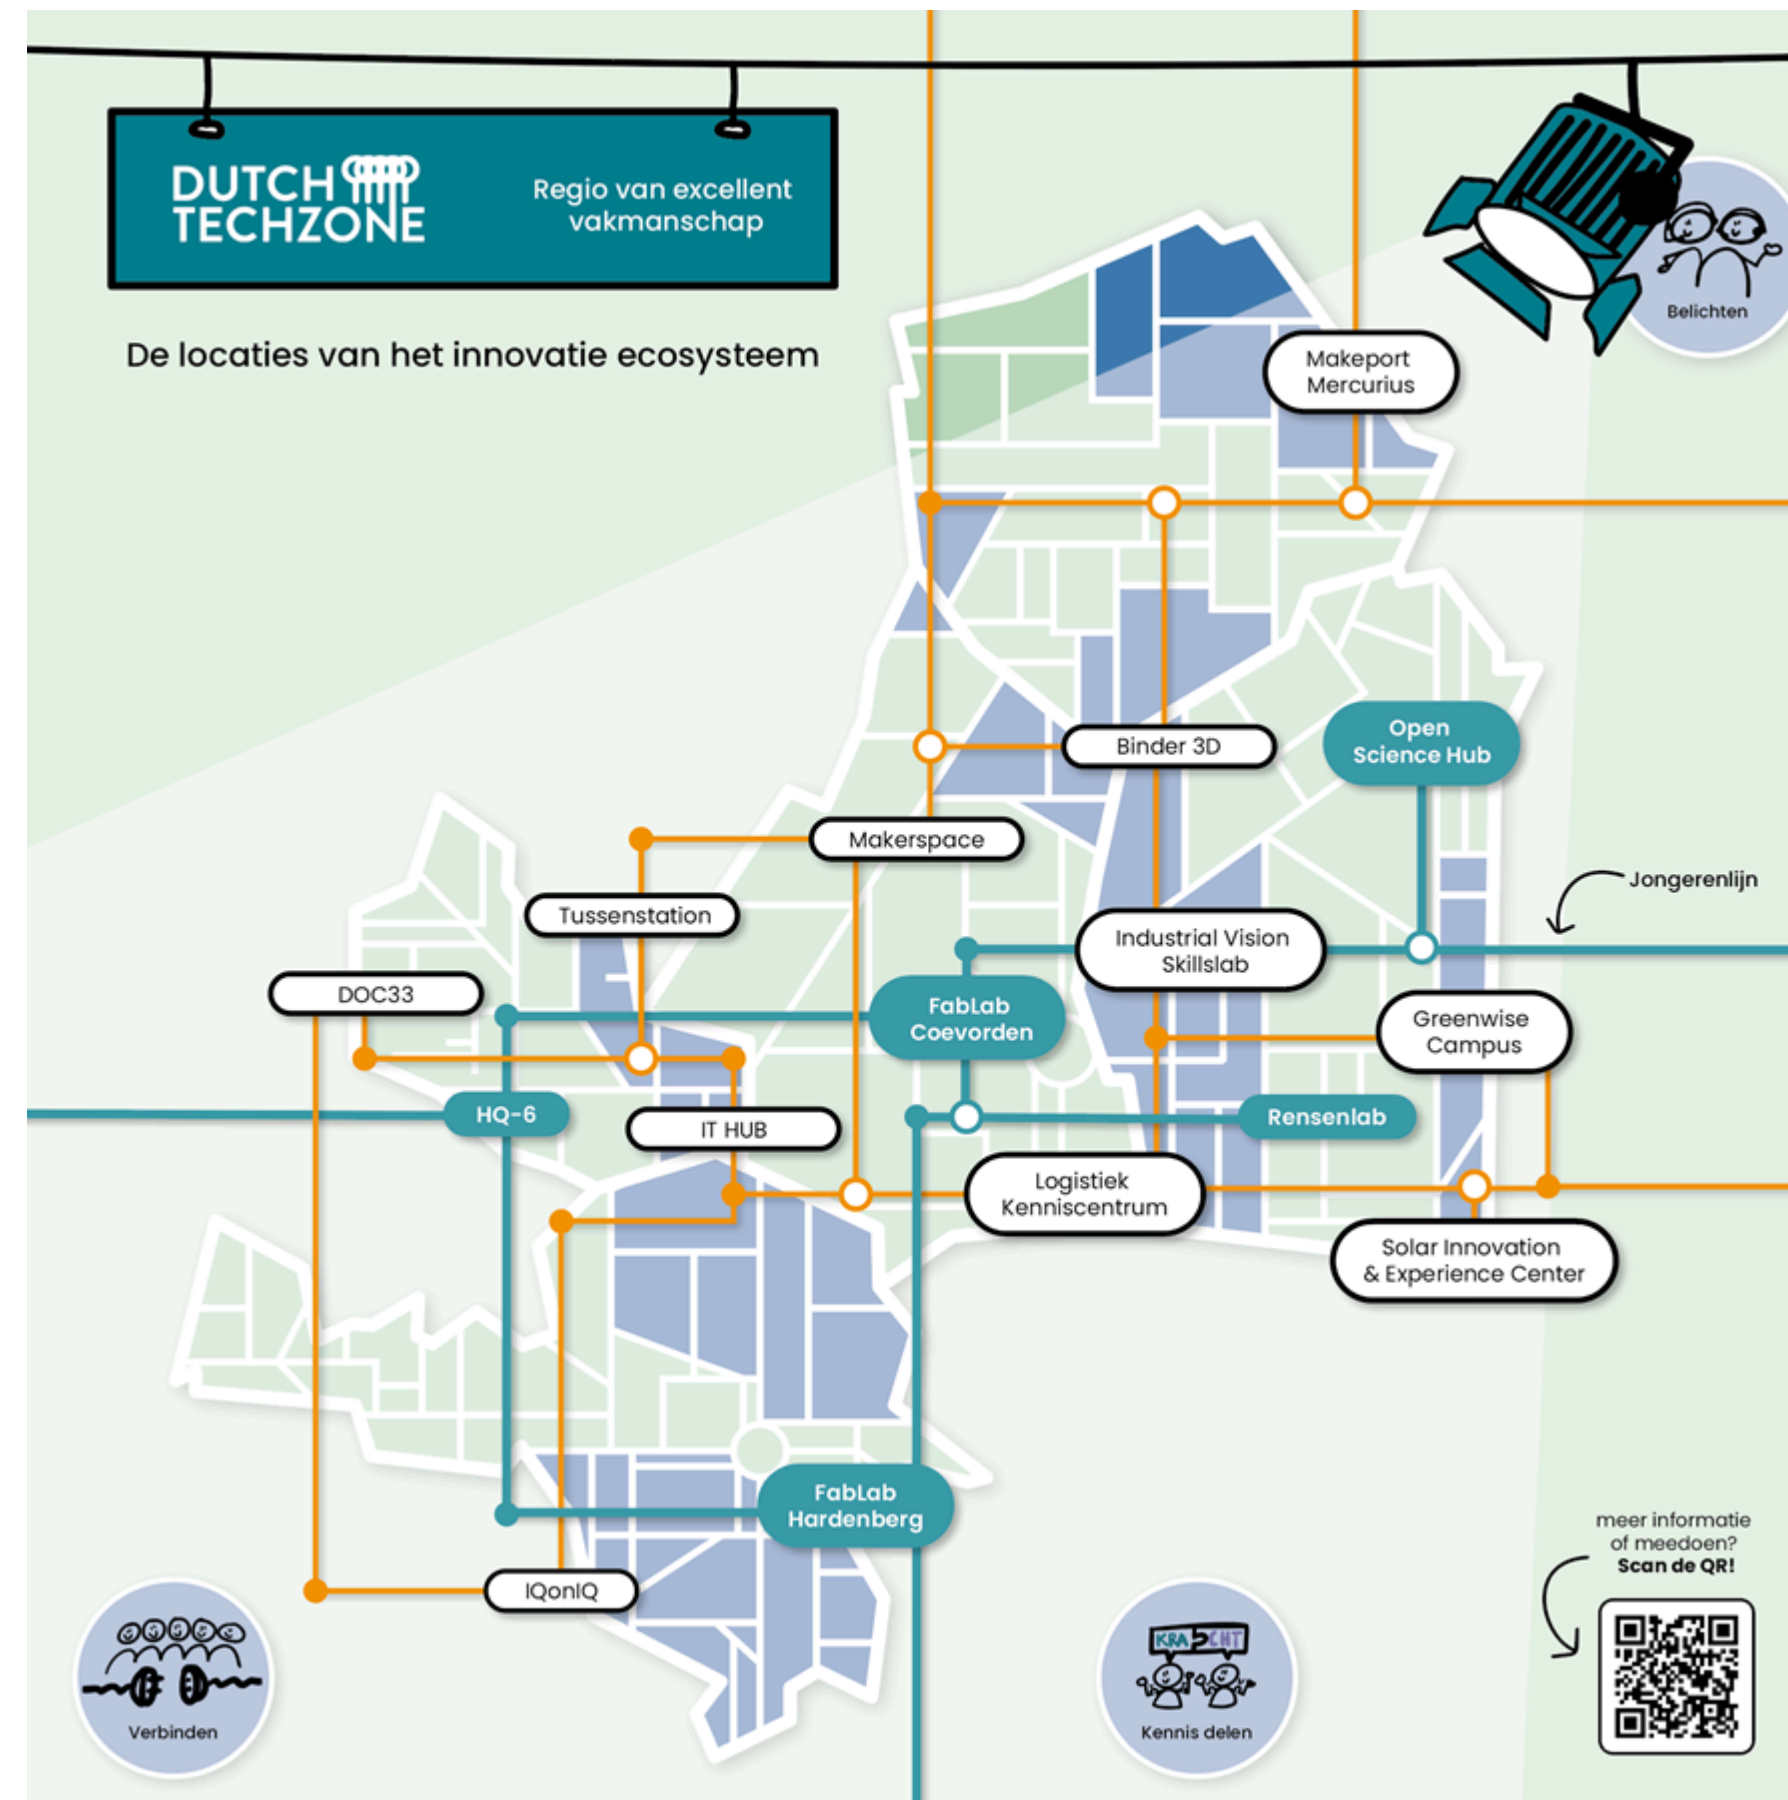 DUTCH
TECHZONE
Regio van excellent
vakmanschap
De locaties van het innovatie ecosysteem
Belichten
Makeport
Mercurius
Binder 3D
Open
Science Hub
Makerspace
Jongerenlijn
Tussenstation
Industrial Vision
Skillslab
DOC33
FabLab
Coevorden
Greenwise
Campus
HQ-6
IT HUB
Rensenlab
Logistiek
Kenniscentrum
Solar Innovation
& Experience Center
FabLab
Hardenberg
IQonIQ
meer informatie
of meedoen?
Scan de QR!
Verbinden
KRACHT
Kennis delen